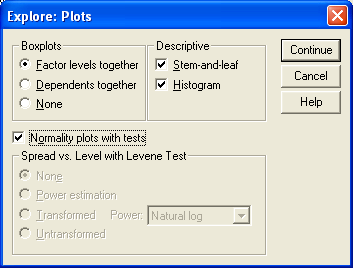 Explore: Plots
Boxplots
Factor levels together
Dependents together
None
Descriptive
Stem-and-leaf
Histogram
Continue
Cancel
Help
Normality plots with tests
Spread vs. Level with Levene Test
None
Power estimation
Transformed Power: Natural log
Untransformed